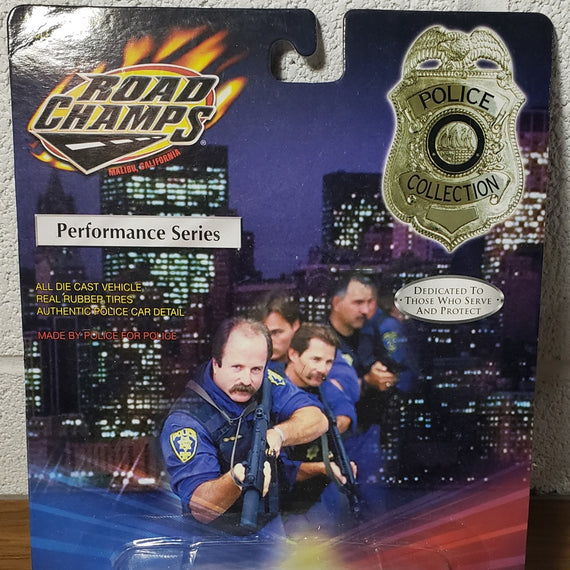 ROAD
CHAMPS®
MALIBU, CALIFORNIA
POLICE
COLLECTION
Performance Series
ALL DIE CAST VEHICLE,
REAL RUBBER TIRES
AUTHENTIC POLICE CAR DETAIL
MADE BY POLICE FOR POLICE
DEDICATED TO
• THOSE WHO SERVE •
AND PROTECT
POLICE